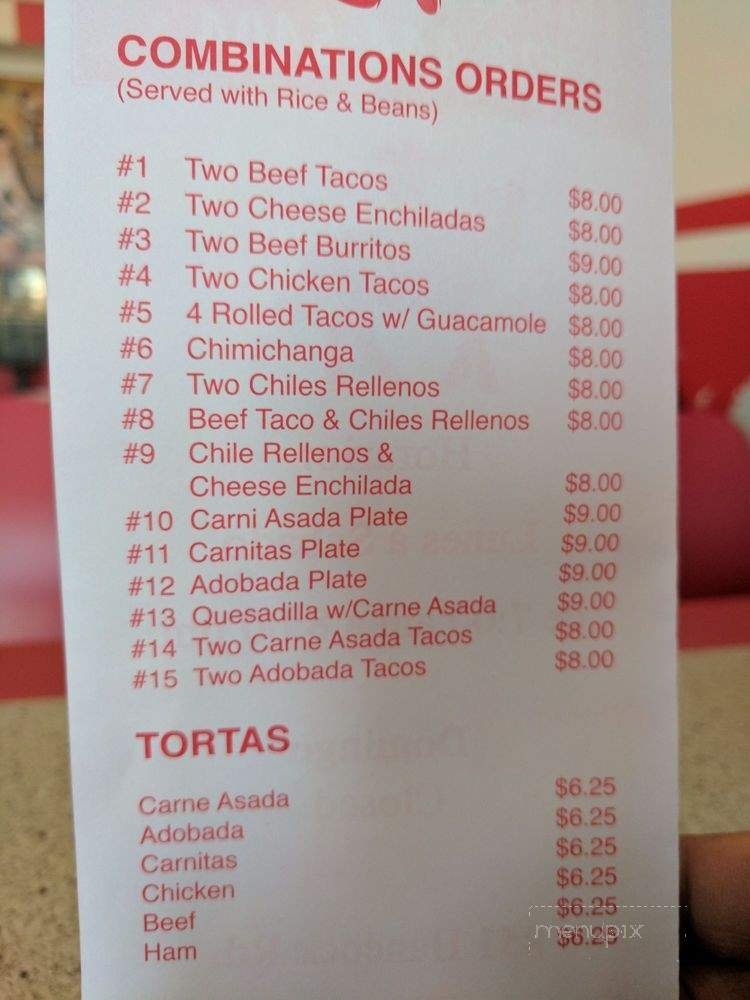 COMBINATIONS ORDERS
(Served with Rice & Beans)
#1 Two Beef Tacos $8.00
#2 Two Cheese Enchiladas $8.00
#3 Two Beef Burritos $9.00
#4 Two Chicken Tacos $8.00
#5 4 Rolled Tacos w/ Guacamole $8.00
#6 Chimichanga $8.00
#7 Two Chiles Rellenos $8.00
#8 Beef Taco & Chiles Rellenos $8.00
#9 Chile Rellenos &
Cheese Enchilada $8.00
#10 Carni Asada Plate $9.00
#11 Carnitas Plate $9.00
#12 Adobada Plate $9.00
#13 Quesadilla w/Carne Asada $9.00
#14 Two Carne Asada Tacos $8.00
#15 Two Adobada Tacos $8.00
TORTAS
Carne Asada $6.25
Adobada $6.25
Carnitas $6.25
Chicken $6.25
Beef $6.25
Ham $6.25
menupix